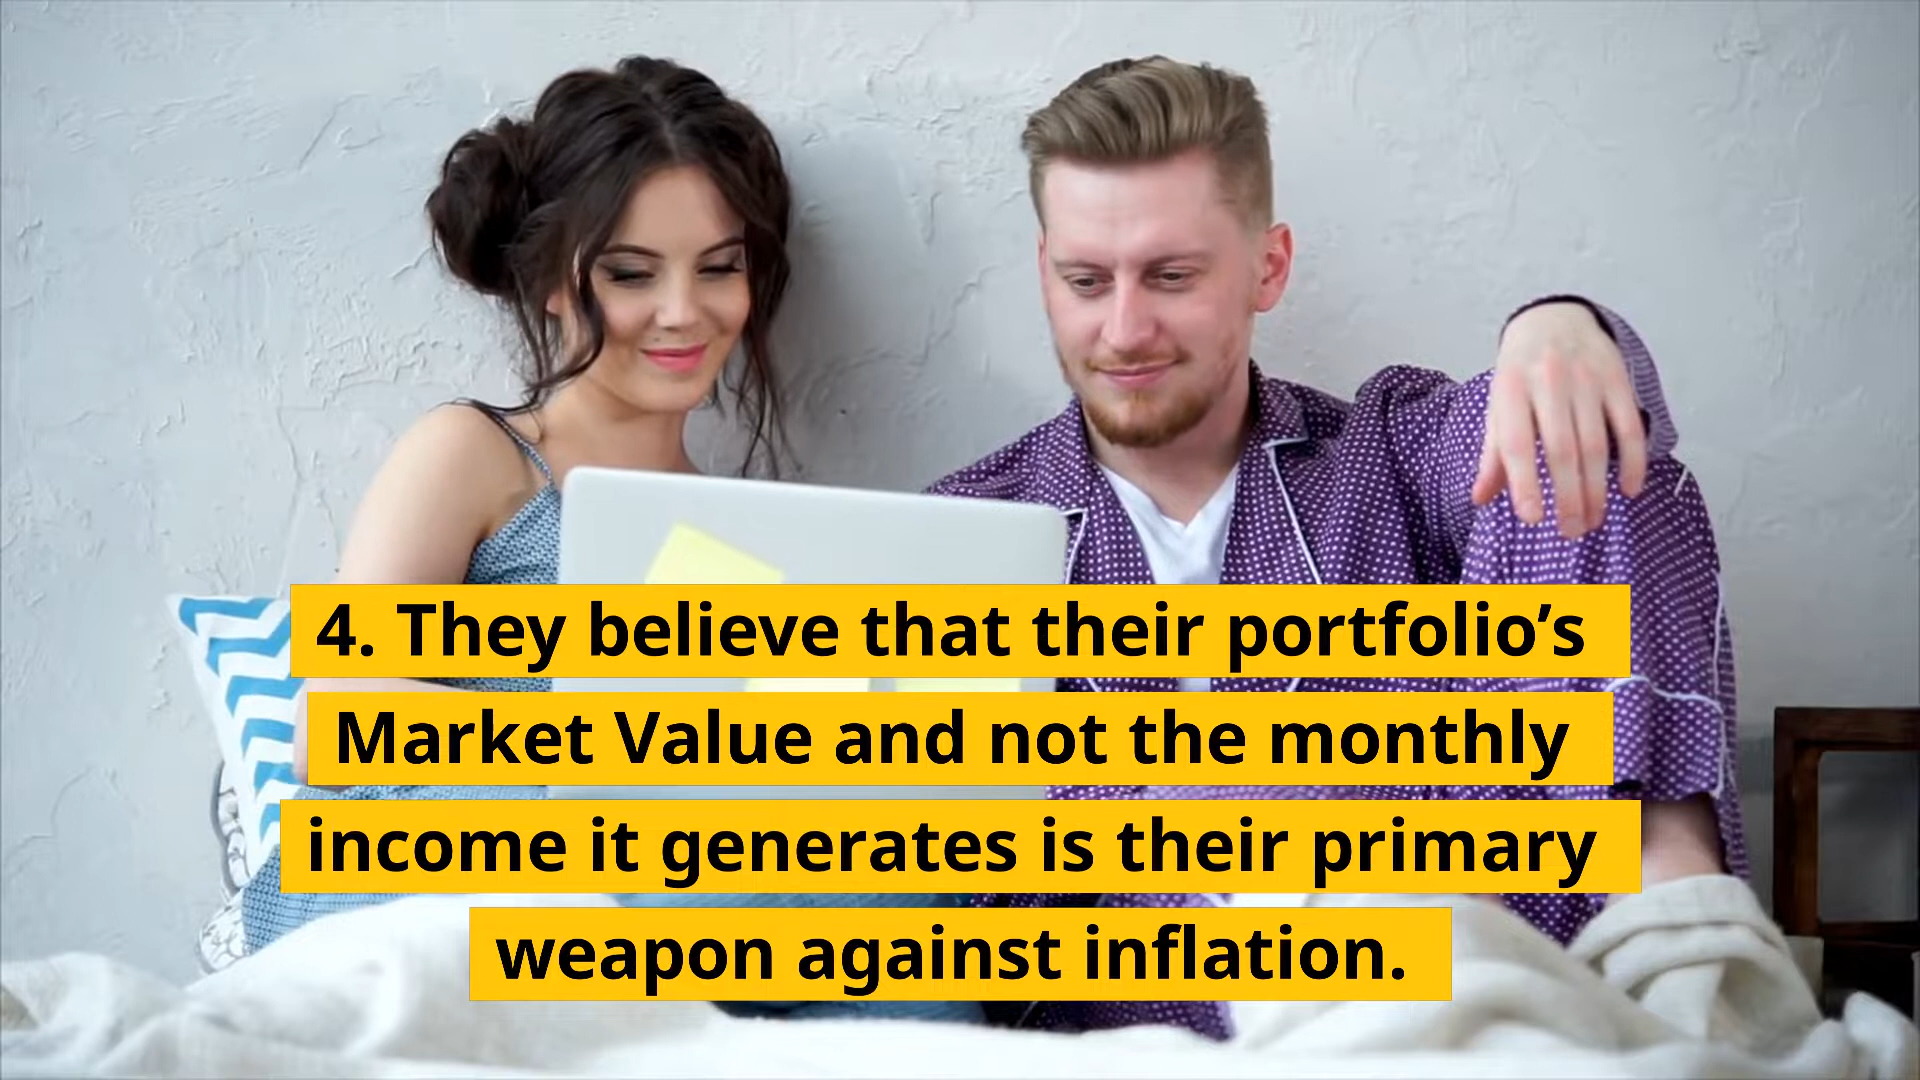 4. They believe that their portfolio’s
Market Value and not the monthly
income it generates is their primary
weapon against inflation.